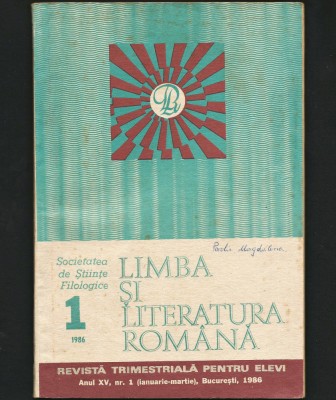 Societatea
de Științe
Filologice
1
1986
LIMBA
ȘI
LITERATURA
ROMÂNĂ
REVISTĂ TRIMESTRIALĂ PENTRU ELEVI
Anul XV, nr. 1 (ianuarie-martie), București, 1986